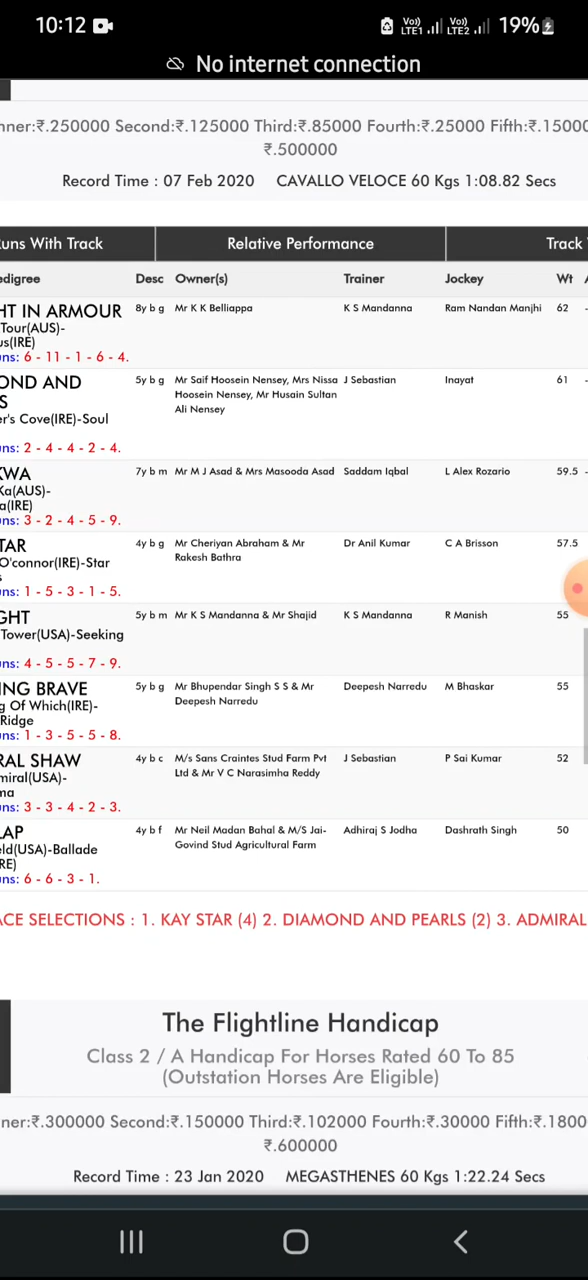 10:12 Vo) LTE1 Vo) LTE2 19%
No internet connection
nner:₹.250000 Second:₹.125000 Third:₹.85000 Fourth:₹.25000 Fifth:₹.15000
₹.500000
Record Time : 07 Feb 2020 CAVALLO VELOCE 60 Kgs 1:08.82 Secs
Runs With Track Relative Performance Track
edigree Desc Owner(s) Trainer Jockey Wt
HT IN ARMOUR 8y b g Mr K K Belliappa K S Mandanna Ram Nandan Manjhi 62 -
Tour(AUS)-
us(IRE)
uns: 6 - 11 - 1 - 6 - 4.
OND AND 5y b g Mr Saif Hoosein Nensey, Mrs Nissa J Sebastian Inayat 61 -
S Hoosein Nensey, Mr Husain Sultan
er's Cove(IRE)-Soul Ali Nensey
uns: 2 - 4 - 4 - 2 - 4.
KWA 7y b m Mr M J Asad & Mrs Masooda Asad Saddam Iqbal L Alex Rozario 59.5 -
Ka(AUS)-
a(IRE)
uns: 3 - 2 - 4 - 5 - 9.
TAR 4y b g Mr Cheriyan Abraham & Mr Dr Anil Kumar C A Brisson 57.5
O'connor(IRE)-Star Rakesh Bathra
s
uns: 1 - 5 - 3 - 1 - 5.
GHT 5y b m Mr K S Mandanna & Mr Shajid K S Mandanna R Manish 55
Tower(USA)-Seeking
uns: 4 - 5 - 5 - 7 - 9.
ING BRAVE 5y b g Mr Bhupendar Singh S S & Mr Deepesh Narredu M Bhaskar 55
g Of Which(IRE)- Deepesh Narredu
Ridge
uns: 1 - 3 - 5 - 5 - 8.
RAL SHAW 4y b c M/s Sans Craintes Stud Farm Pvt J Sebastian P Sai Kumar 52
miral(USA)- Ltd & Mr V C Narasimha Reddy
ma
uns: 3 - 3 - 4 - 2 - 3.
LAP 4y b f Mr Neil Madan Bahal & M/S Jai- Adhiraj S Jodha Dashrath Singh 50
eld(USA)-Ballade Govind Stud Agricultural Farm
RE)
uns: 6 - 6 - 3 - 1.
ACE SELECTIONS : 1. KAY STAR (4) 2. DIAMOND AND PEARLS (2) 3. ADMIRAL
The Flightline Handicap
Class 2 / A Handicap For Horses Rated 60 To 85
(Outstation Horses Are Eligible)
ner:₹.300000 Second:₹.150000 Third:₹.102000 Fourth:₹.30000 Fifth:₹.1800
₹.600000
Record Time : 23 Jan 2020 MEGASTHENES 60 Kgs 1:22.24 Secs